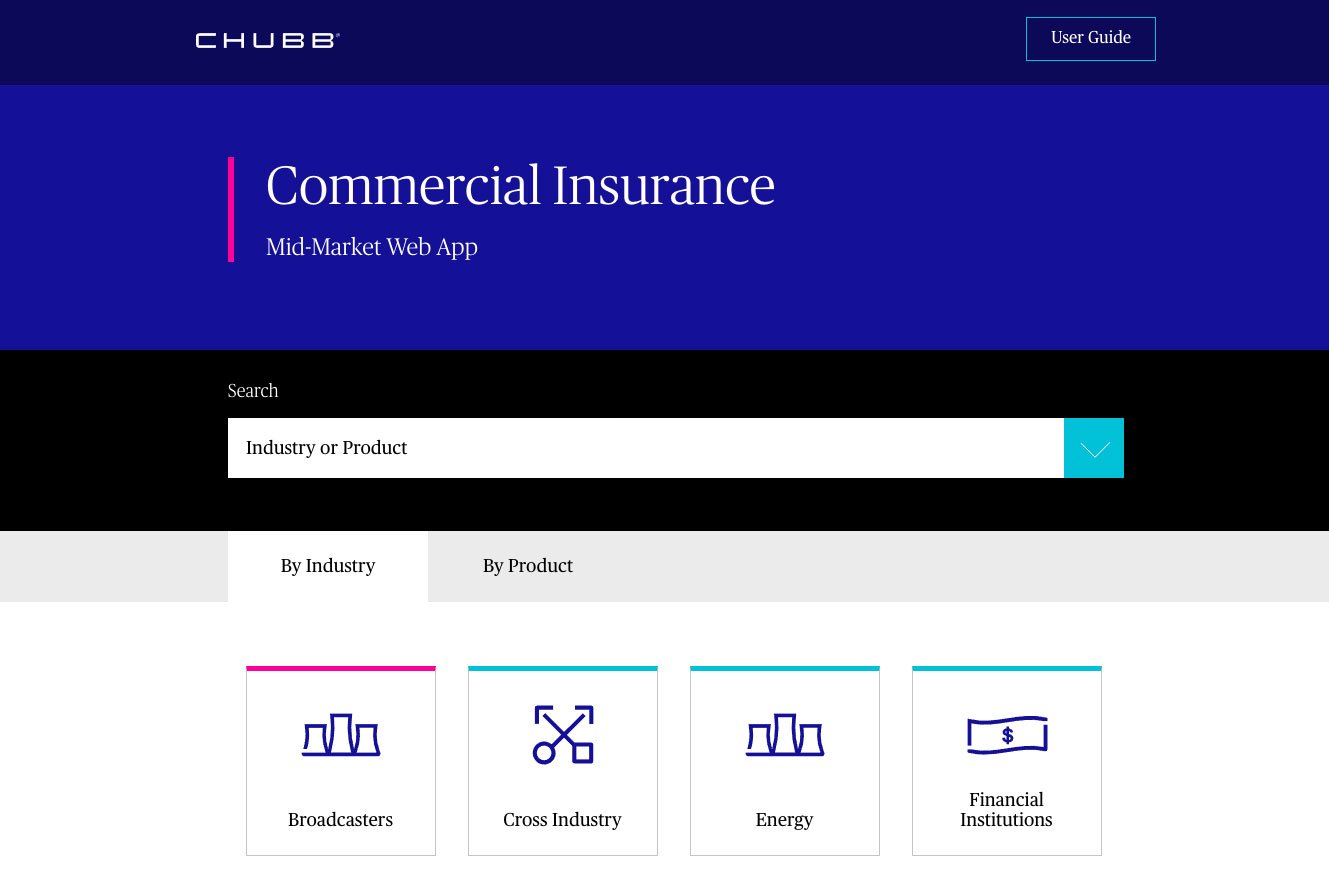 CHUBB®
User Guide
Commercial Insurance
Mid-Market Web App
Search
Industry or Product
By Industry
By Product
Broadcasters
Cross Industry
Energy
$
Financial
Institutions